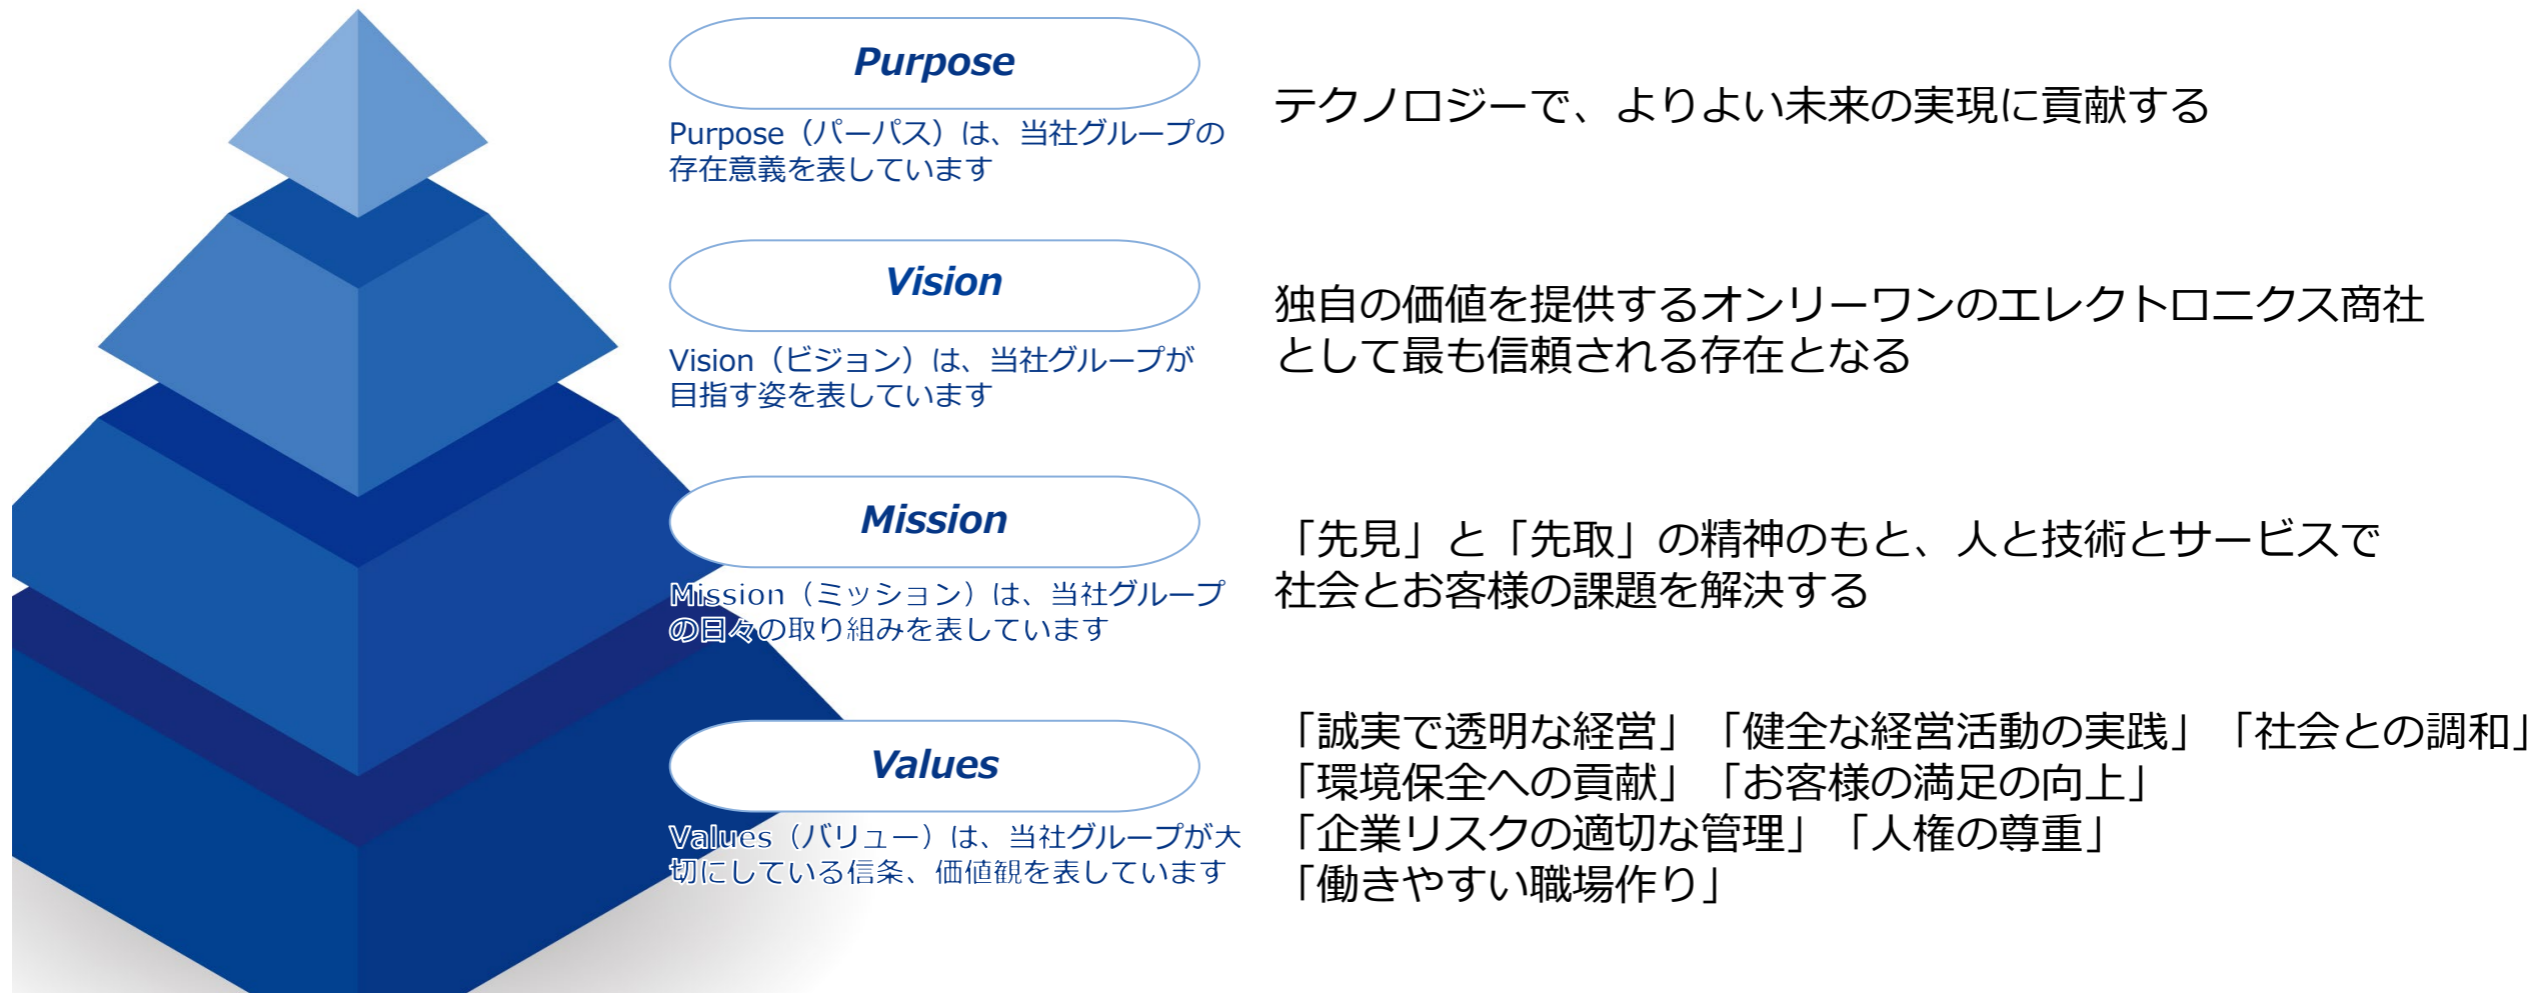 Purpose
Purpose（パーパス）は、当社グループの
存在意義を表しています
テクノロジーで、よりよい未来の実現に貢献する
Vision
Vision（ビジョン）は、当社グループが
目指す姿を表しています
独自の価値を提供するオンリーワンのエレクトロニクス商社
として最も信頼される存在となる
Mission
Mission（ミッション）は、当社グループ
の日々の取り組みを表しています
「先見」と「先取」の精神のもと、人と技術とサービスで
社会とお客様の課題を解決する
Values
Values（バリュー）は、当社グループが大
切にしている信条、価値観を表しています
「誠実で透明な経営」「健全な経営活動の実践」「社会との調和」
「環境保全への貢献」「お客様の満足の向上」
「企業リスクの適切な管理」「人権の尊重」
「働きやすい職場作り」